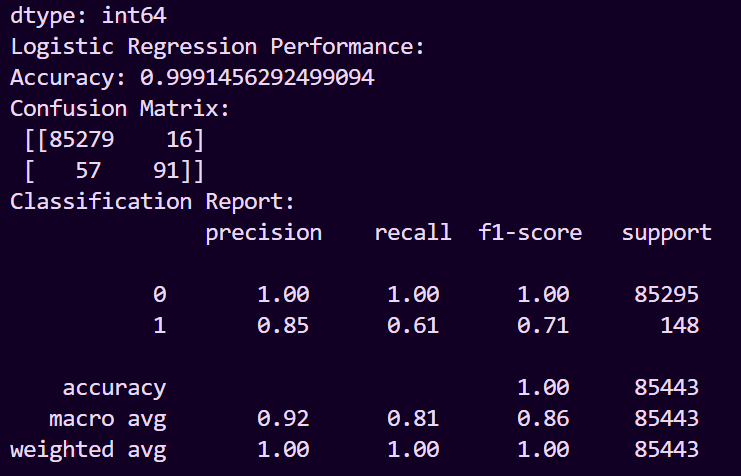 dtype: int64
Logistic Regression Performance:
Accuracy: 0.9991456292499094
Confusion Matrix:
 [[85279    16]
 [   57    91]]
Classification Report:
               precision    recall  f1-score   support

           0       1.00      1.00      1.00     85295
           1       0.85      0.61      0.71       148

    accuracy                           1.00     85443
   macro avg       0.92      0.81      0.86     85443
weighted avg       1.00      1.00      1.00     85443